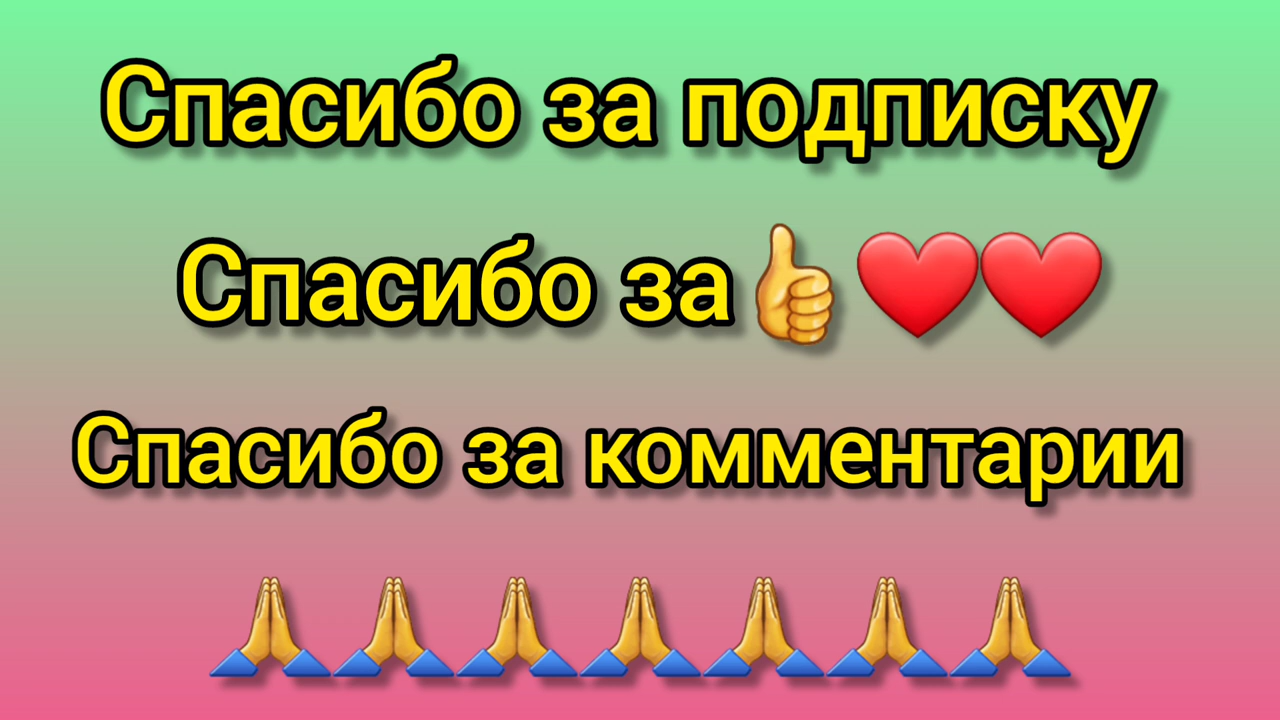 Спасибо за подписку
Спасибо за👍❤️❤️
Спасибо за комментарии
🙏🙏🙏🙏🙏🙏🙏